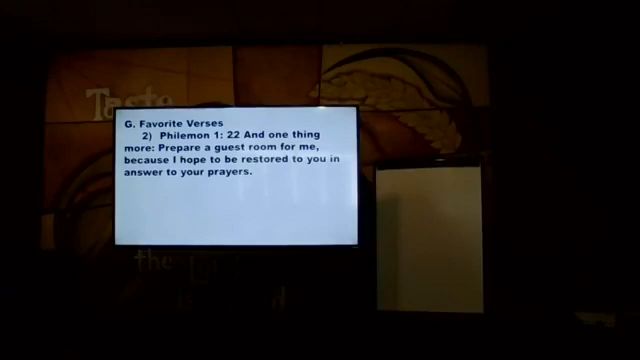 Taste
G. Favorite Verses
2) Philemon 1: 22 And one thing
more: Prepare a guest room for me,
because I hope to be restored to you in
answer to your prayers.
the